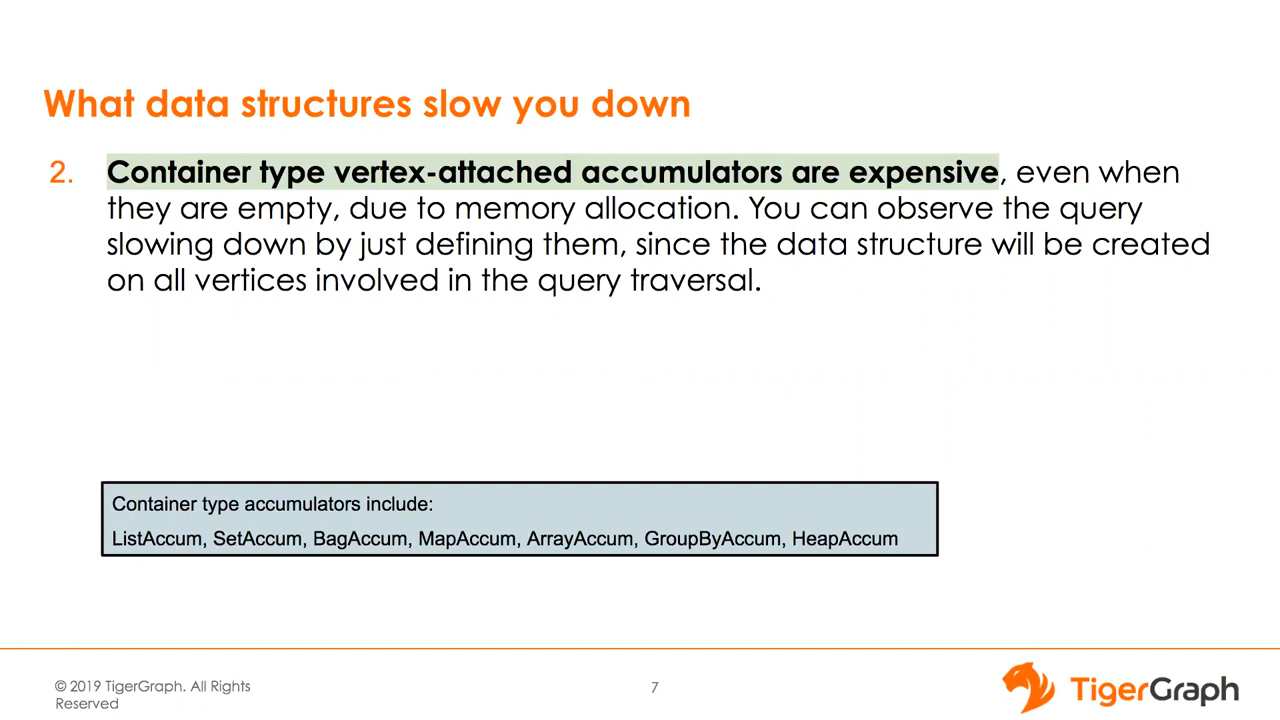 What data structures slow you down
2. Container type vertex-attached accumulators are expensive, even when
they are empty, due to memory allocation. You can observe the query
slowing down by just defining them, since the data structure will be created
on all vertices involved in the query traversal.
Container type accumulators include:
ListAccum, SetAccum, BagAccum, MapAccum, ArrayAccum, GroupByAccum, HeapAccum
© 2019 TigerGraph. All Rights
Reserved
7
TigerGraph